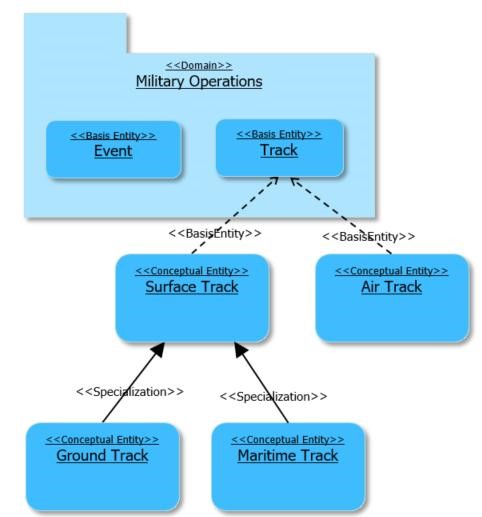 <<Domain>>
Military Operations
<<Basis Entity>>
Event
<<Basis Entity>>
Track
<<BasisEntity>>
<<BasisEntity>>
<<Conceptual Entity>>
Surface Track
<<Conceptual Entity>>
Air Track
<<Specialization>>
<<Specialization>>
<<Conceptual Entity>>
Ground Track
<<Conceptual Entity>>
Maritime Track